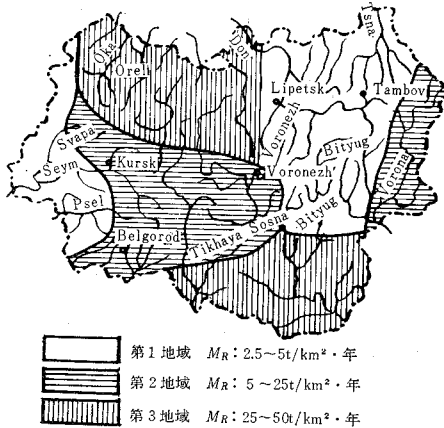 Oka
Don
Orel
Tsna
Lipetsk
Tambov
Voronezh
Svapa
Seym
Kursk
Voronezh
Bityug
Vorona
Psel
Belgorod
Tikhaya Sosna
Bityug
第1地域 MR: 2.5~5t/km²・年
第2地域 MR: 5~25t/km²・年
第3地域 MR: 25~50t/km²・年